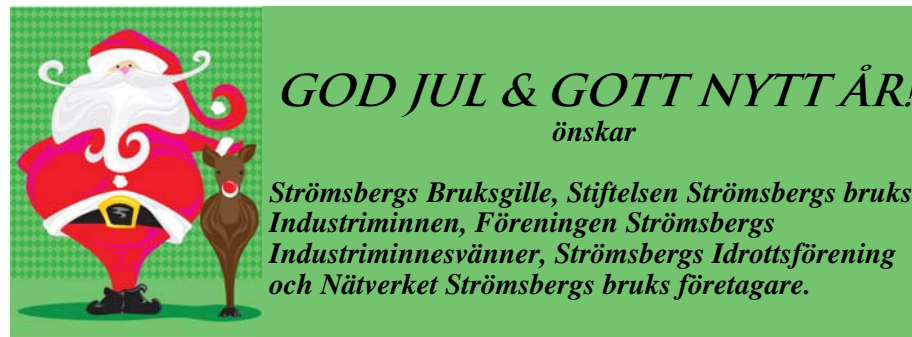 GOD JUL & GOTT NYTT ÅR!
önskar
Strömsbergs Bruksgille, Stiftelsen Strömsbergs bruks
Industriminnen, Föreningen Strömsbergs
Industriminnesvänner, Strömsbergs Idrottsförening
och Nätverket Strömsbergs bruks företagare.